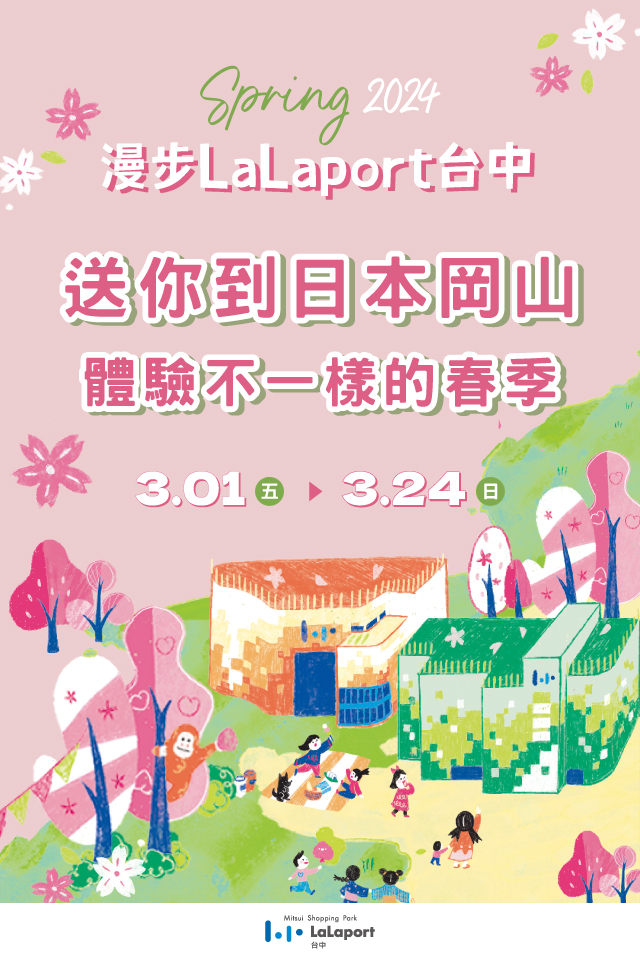 Spring 2024
漫步LaLaport台中
送你到日本岡山
體驗不一樣的春季
3.01 五 ▶ 3.24 日
Mitsui Shopping Park
LaLaport
台中